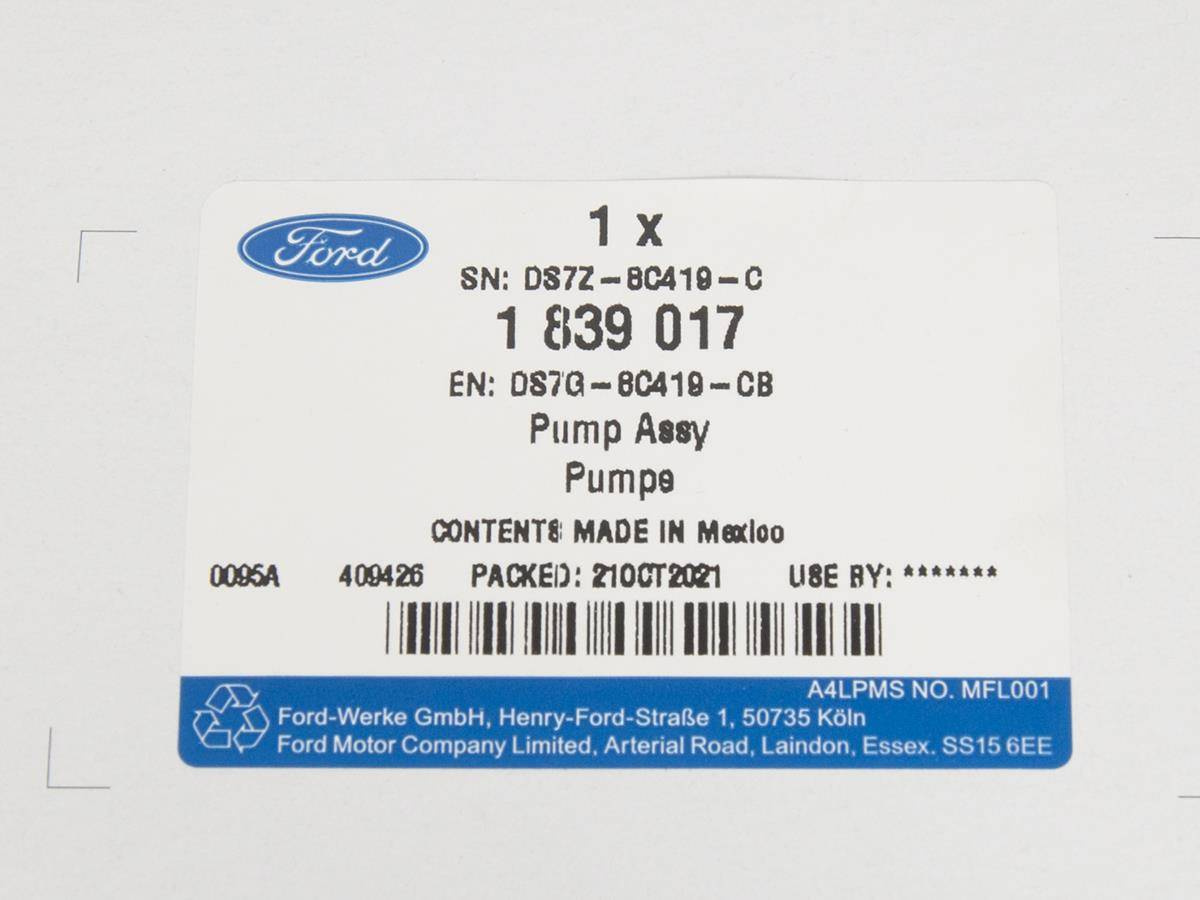 Ford
1 x
SN: DS7Z-8C419-C
1 839 017
EN: DS7G-8C419-CB
Pump Assy
Pumpe
CONTENTS MADE IN Mexico
0095A 409426 PACKED: 21OCT2021 USE BY: *******
A4LPMS NO. MFL001
Ford-Werke GmbH, Henry-Ford-Straße 1, 50735 Köln
Ford Motor Company Limited, Arterial Road, Laindon, Essex. SS15 6EE